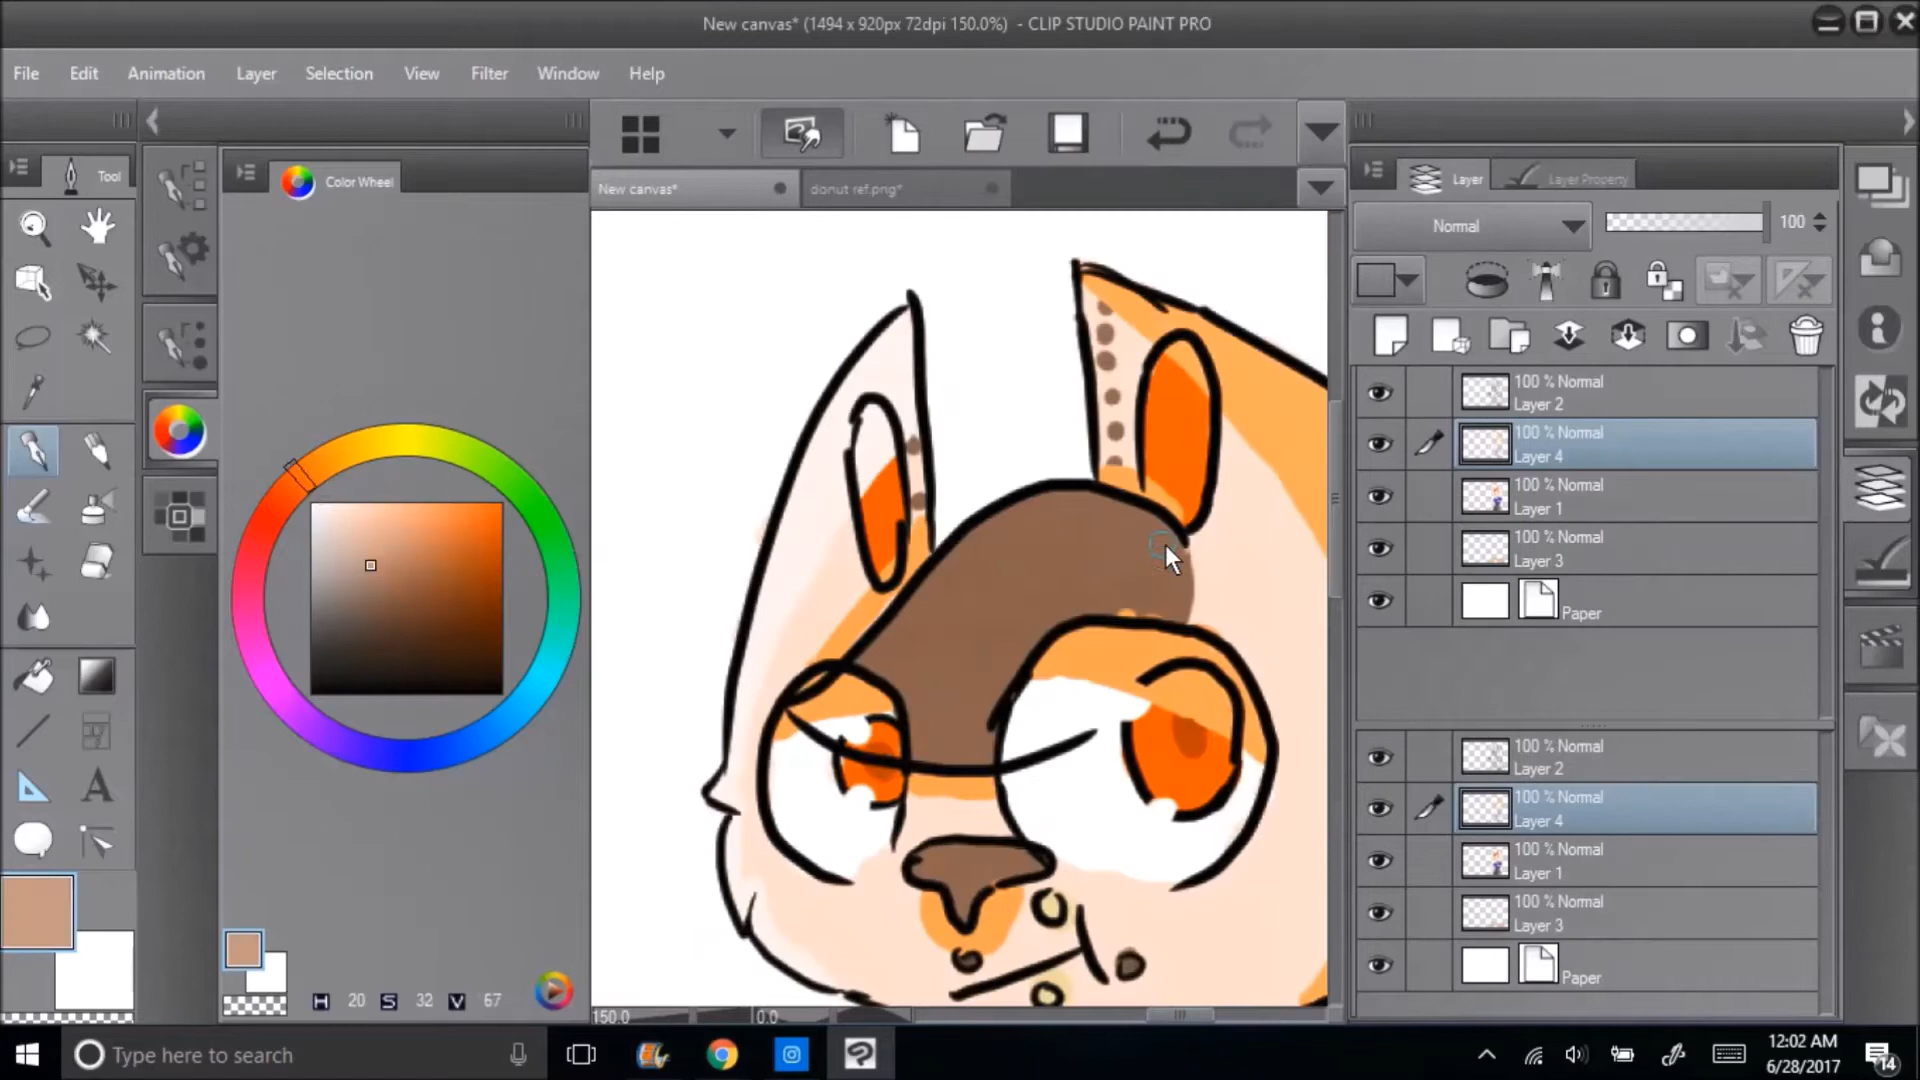 New canvas* (1494 x 920px 72dpi 150.0%)  - CLIP STUDIO PAINT PRO
File Edit Animation Layer Selection View Filter Window Help
Tool
Color Wheel
New canvas*
donut ref.png*
Layer
Layer Property
Normal
100
100 % Normal
Layer 2
100 % Normal
Layer 4
100 % Normal
Layer 1
100 % Normal
Layer 3
Paper
100 % Normal
Layer 2
100 % Normal
Layer 4
100 % Normal
Layer 1
100 % Normal
Layer 3
Paper
A
H 20 S 32 V 67
150.0
0.0
Type here to search
12:02 AM
6/28/2017
14